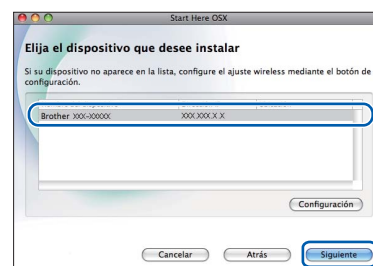 Start Here OSX
Elija el dispositivo que desee instalar
Si su dispositivo no aparece en la lista, configure el ajuste wireless mediante el botón de
configuración.
Brother XXX-XXXXX XXX.XXX.X.X
Configuración
Cancelar Atrás Siguiente